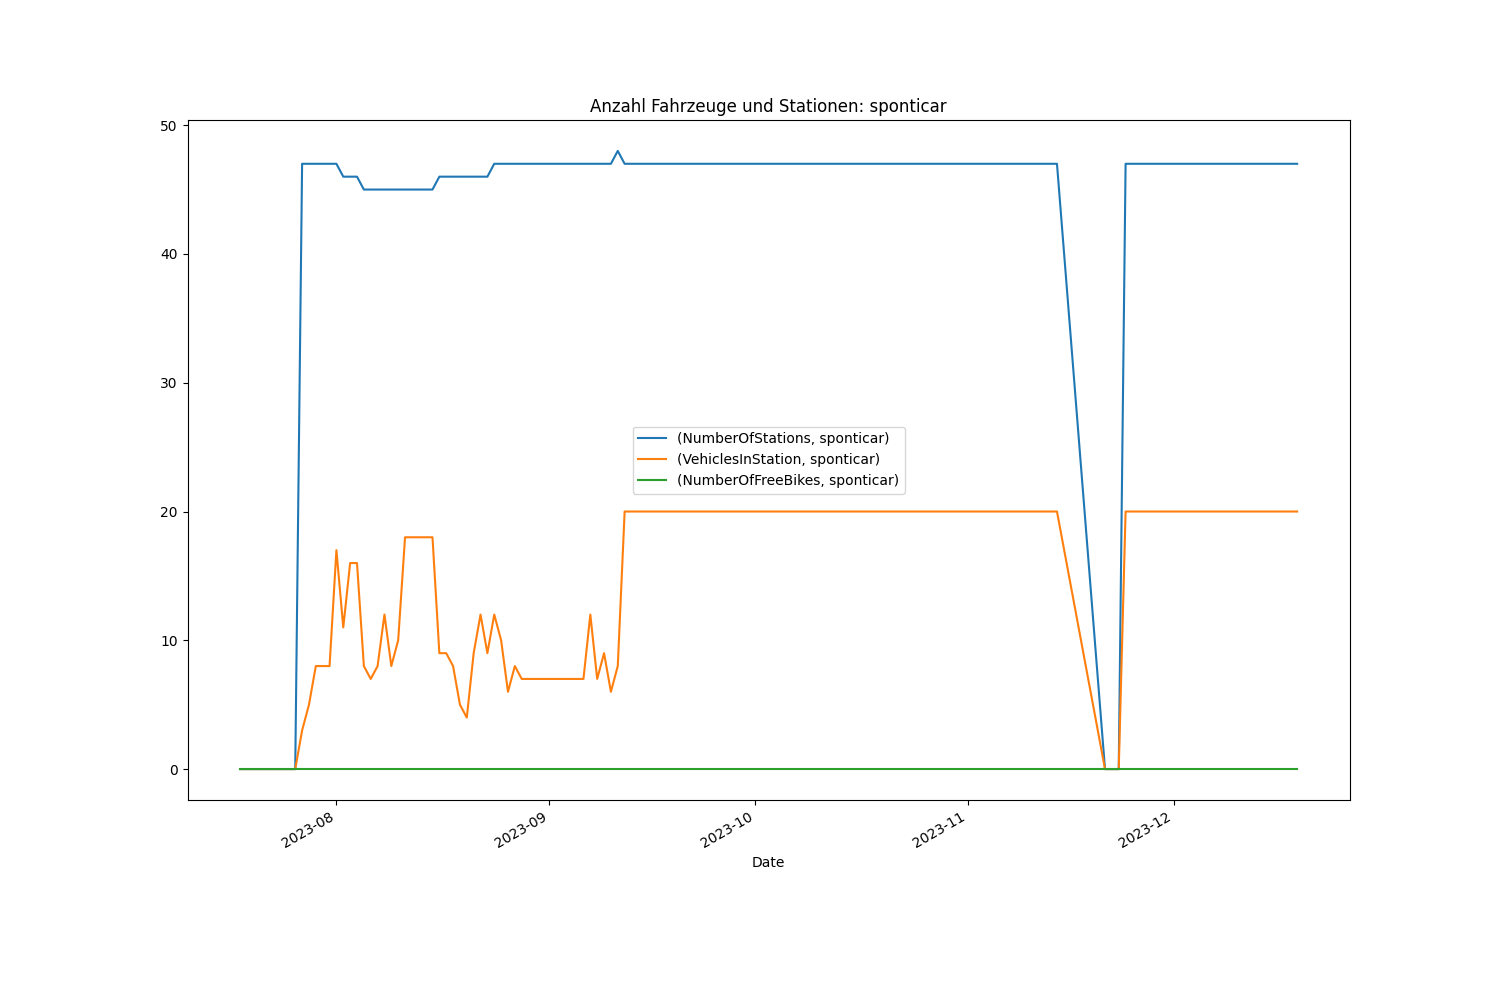 Anzahl Fahrzeuge und Stationen: sponticar
50
40
30
20
10
0
(NumberOfStations, sponticar)
(VehiclesInStation, sponticar)
(NumberOfFreeBikes, sponticar)
2023-08
2023-09
2023-10
2023-11
2023-12
Date